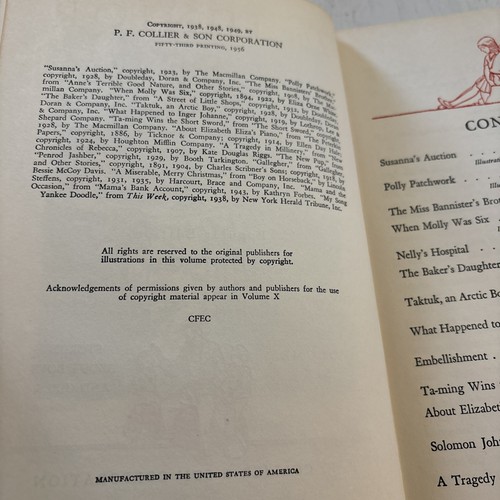 COPYRIGHT, 1938, 1948, 1949, BY
P. F. COLLIER & SON CORPORATION
FIFTY-THIRD PRINTING, 1956
"Susanna's Auction," copyright, 1923, by The Macmillan Company. "Polly Patchwork,"
copyright, 1928, by Doubleday, Doran & Company, Inc. "The Miss Bannisters' Brother,"
from "Anne's Terrible Good Nature, and Other Stories," copyright, 1908, by The Mac-
millan Company. "When Molly Was Six," copyright, 1894, 1922, by Eliza Orne White.
"The Baker's Daughter," from "A Street of Little Shops," copyright, 1932, by Doubleday,
Doran & Company, Inc. "Taktuk, an Arctic Boy," copyright, 1928, by Doubleday, Doran
& Company, Inc. "What Happened to Inger Johanne," copyright, 1919, by Lothrop, Lee &
Shepard Company. "Ta-ming Wins the Short Sword," from "The Short Sword," copyright,
1928, by The Macmillan Company. "About Elizabeth Eliza's Piano," from "The Peterkin
Papers," copyright, 1886, by Ticknor & Company; copyright, 1914, by Ellen Day Hale;
copyright, 1924, by Houghton Mifflin Company. "A Tragedy in Millinery," from "New
Chronicles of Rebecca," copyright, 1907, by Kate Douglas Riggs. "The New Pup," from
"Penrod Jashber," copyright, 1929, by Booth Tarkington. "Gallegher," from "Gallegher,
and Other Stories," copyright, 1891, 1904, by Charles Scribner's Sons; copyright, 1918, by
Bessie McCoy Davis. "A Miserable, Merry Christmas," from "Boy on Horseback," by Lincoln
Steffens, copyright, 1931, 1935, by Harcourt, Brace and Company, Inc. "Mama and the
Occasion," from "Mama's Bank Account," copyright, 1943, by Kathryn Forbes. "My Song
Yankee Doodle," from This Week, copyright, 1938, by New York Herald Tribune, Inc.
All rights are reserved to the original publishers for
illustrations in this volume protected by copyright.
Acknowledgements of permissions given by authors and publishers for the use
of copyright material appear in Volume X
CFEC
MANUFACTURED IN THE UNITED STATES OF AMERICA
CON
Susanna's Auction
Polly Patchwork
The Miss Bannister's Brot
When Molly Was Six
Nelly's Hospital
The Baker's Daughter
Taktuk, an Arctic Bo
What Happened to
Embellishment
Ta-ming Wins
About Elizabet
Solomon Joh
A Tragedy